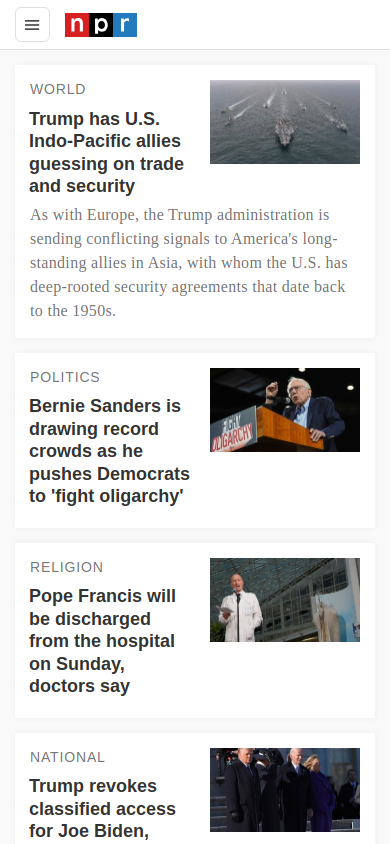 npr
WORLD
Trump has U.S.
Indo-Pacific allies
guessing on trade
and security
As with Europe, the Trump administration is
sending conflicting signals to America's long-
standing allies in Asia, with whom the U.S. has
deep-rooted security agreements that date back
to the 1950s.
POLITICS
Bernie Sanders is
drawing record
crowds as he
pushes Democrats
to 'fight oligarchy'
FIGHT
OLIGARCHY
RELIGION
Pope Francis will
be discharged
from the hospital
on Sunday,
doctors say
NATIONAL
Trump revokes
classified access
for Joe Biden,